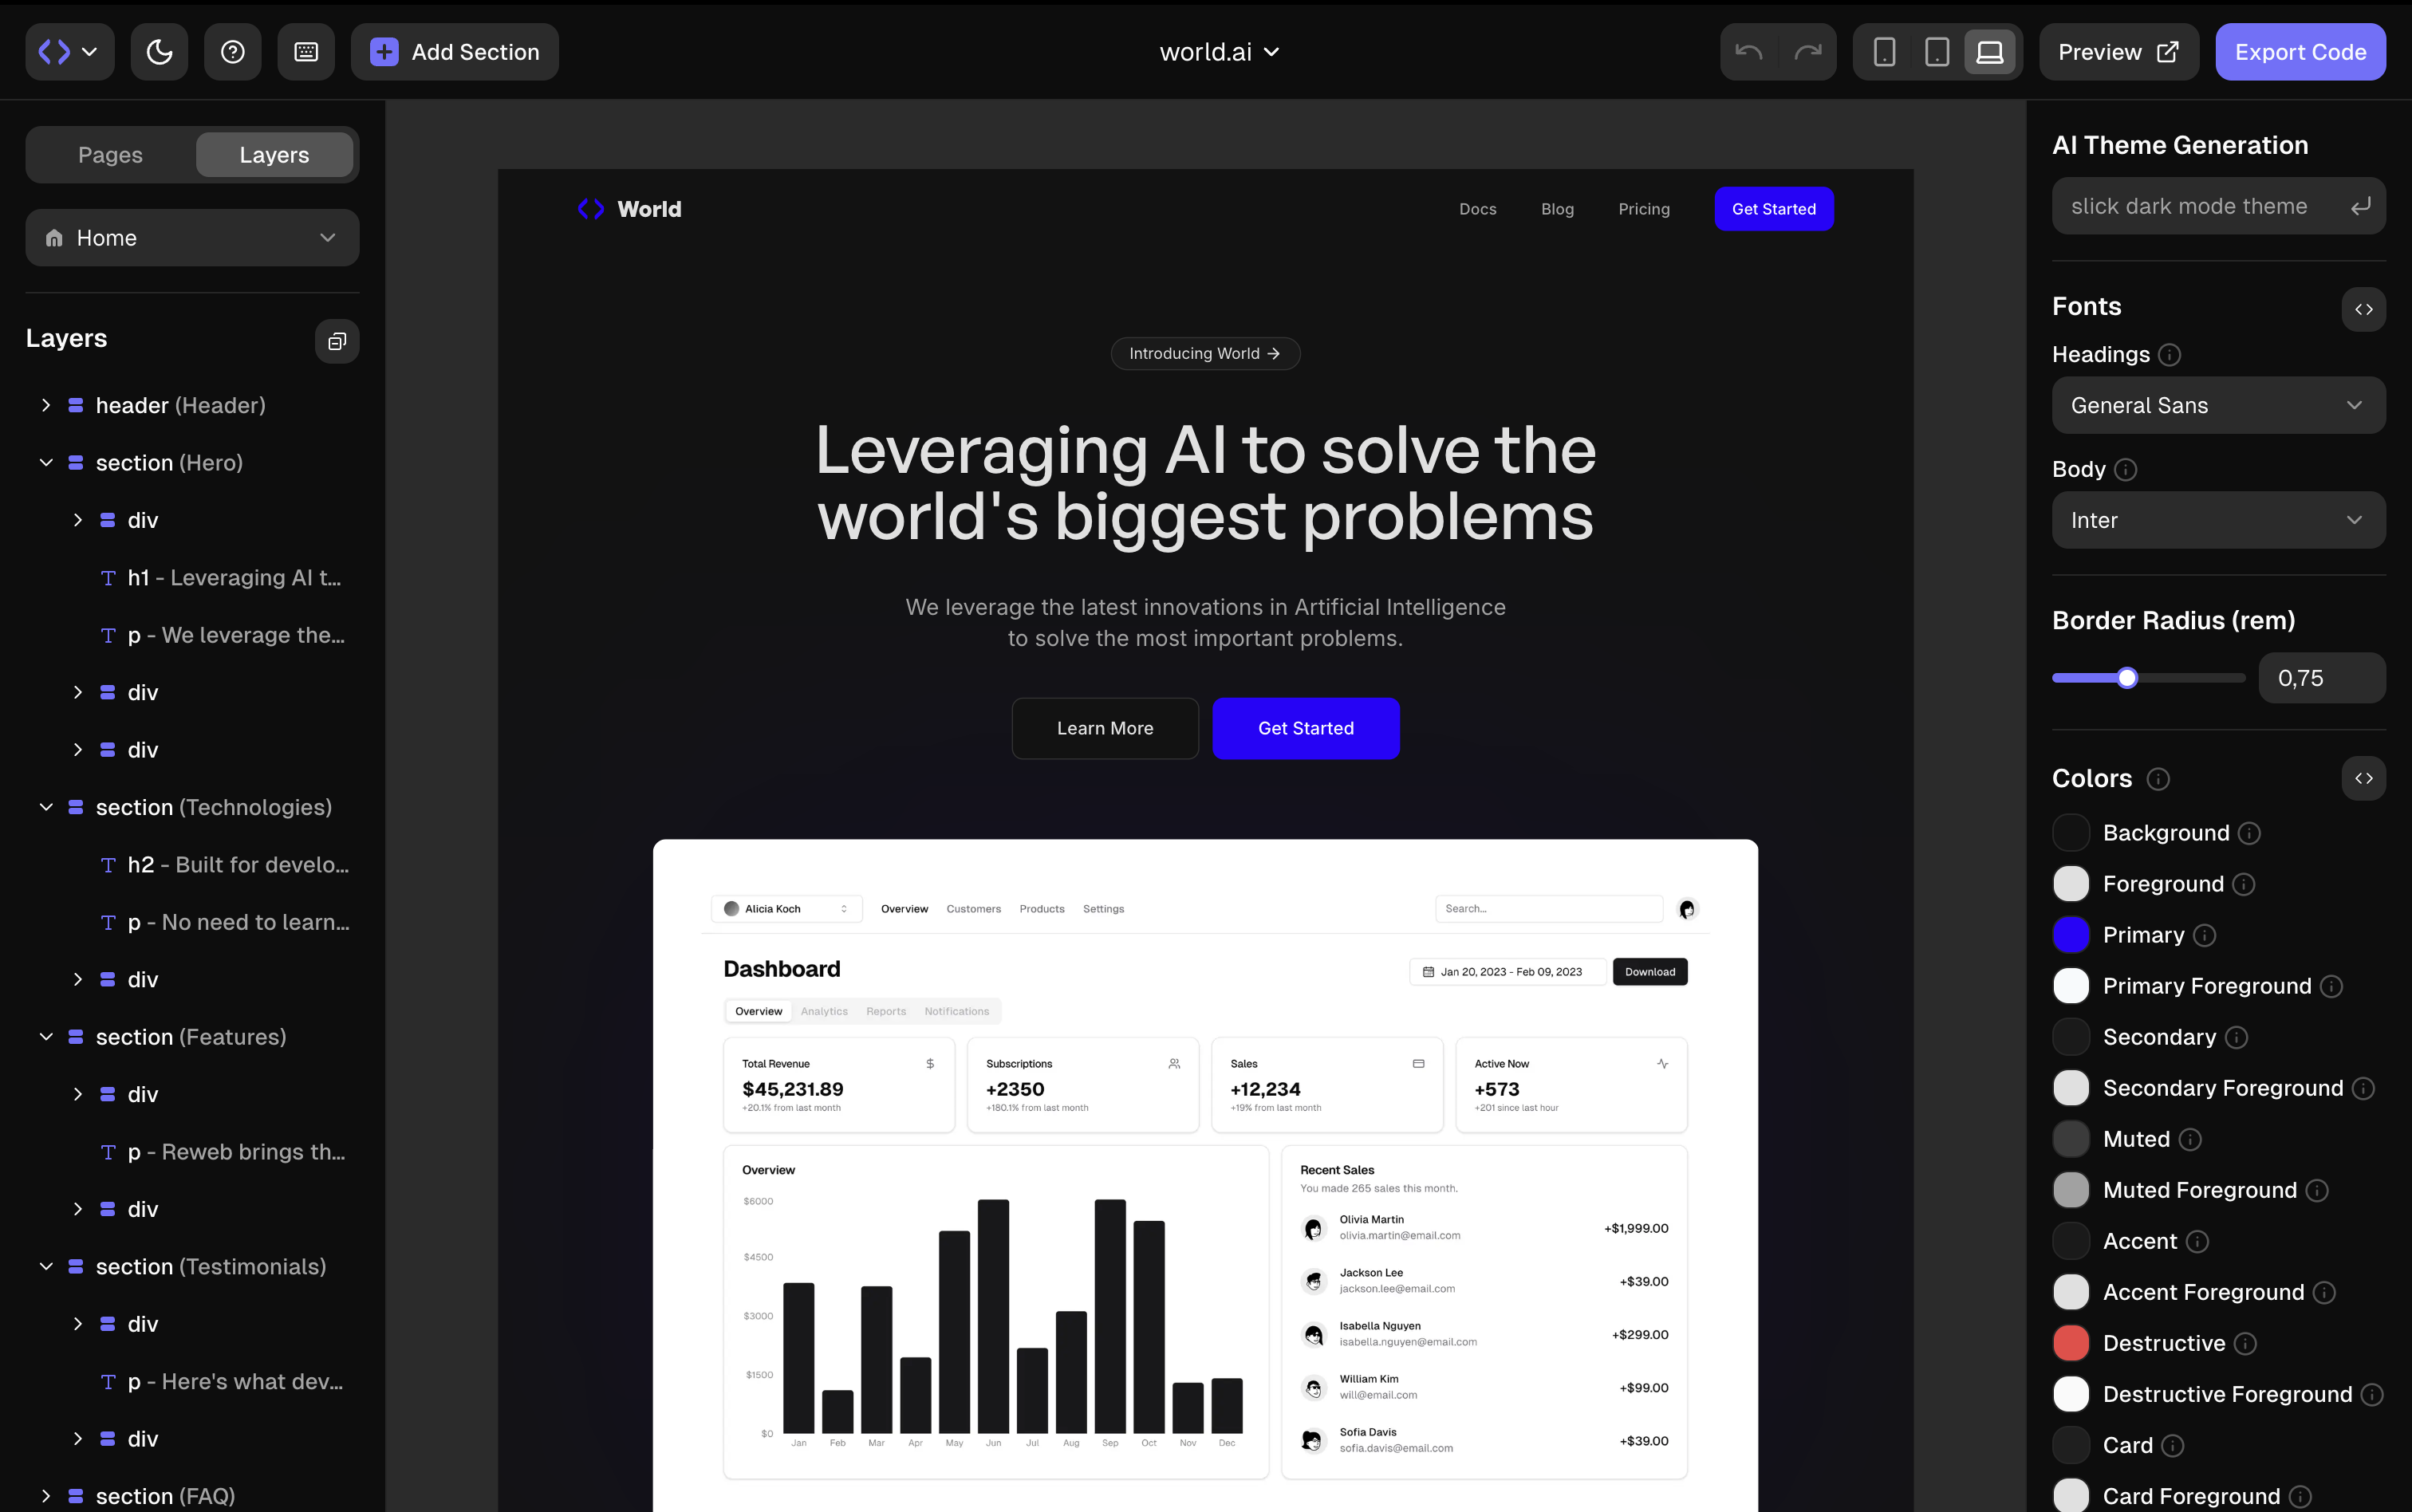 Add Section
world.ai
Preview
Export Code
Pages
Layers
Home
Layers
header (Header)
section (Hero)
div
h1 - Leveraging AI t...
p - We leverage the...
div
div
section (Technologies)
h2 - Built for develo...
p - No need to learn...
div
section (Features)
div
p - Reweb brings th...
div
section (Testimonials)
div
p - Here's what dev...
div
section (FAQ)
World
Docs
Blog
Pricing
Get Started
Introducing World →
Leveraging AI to solve the
world's biggest problems
We leverage the latest innovations in Artificial Intelligence
to solve the most important problems.
Learn More
Get Started
Alicia Koch
Overview
Customers
Products
Settings
Search...
Dashboard
Jan 20, 2023 - Feb 09, 2023
Download
Overview
Analytics
Reports
Notifications
Total Revenue
$
$45,231.89
+20.1% from last month
Subscriptions
+2350
+180.1% from last month
Sales
+12,234
+19% from last month
Active Now
+573
+201 since last hour
Overview
$6000
$4500
$3000
$1500
$0
Jan Feb Mar Apr May Jun Jul Aug Sep Oct Nov Dec
Recent Sales
You made 265 sales this month.
Olivia Martin
olivia.martin@email.com
+$1,999.00
Jackson Lee
jackson.lee@email.com
+$39.00
Isabella Nguyen
isabella.nguyen@email.com
+$299.00
William Kim
will@email.com
+$99.00
Sofia Davis
sofia.davis@email.com
+$39.00
AI Theme Generation
slick dark mode theme
Fonts
Headings
General Sans
Body
Inter
Border Radius (rem)
0,75
Colors
Background
Foreground
Primary
Primary Foreground
Secondary
Secondary Foreground
Muted
Muted Foreground
Accent
Accent Foreground
Destructive
Destructive Foreground
Card
Card Foreground